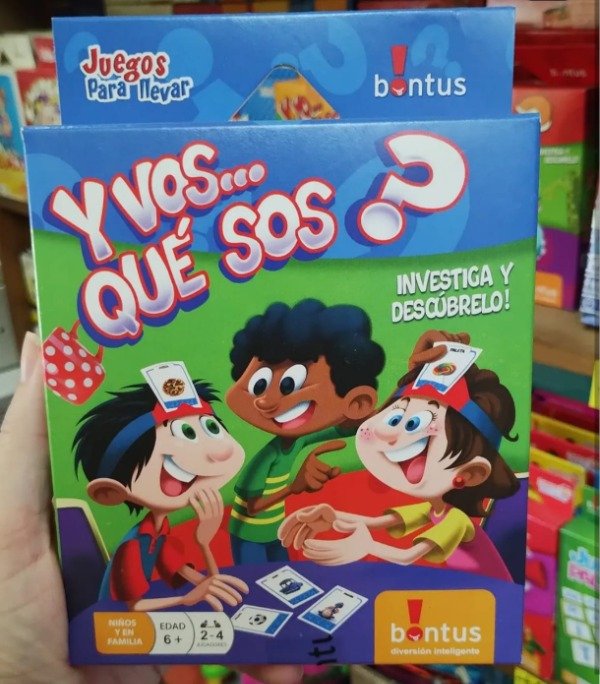 Juegos
Para llevar
bontus
Y VOS...
QUÉ SOS ?
INVESTIGA Y
DESCÚBRELO!
NIÑOS
Y EN
FAMILIA
EDAD
6 +
2-4
JUGADORES
bontus
diversión inteligente